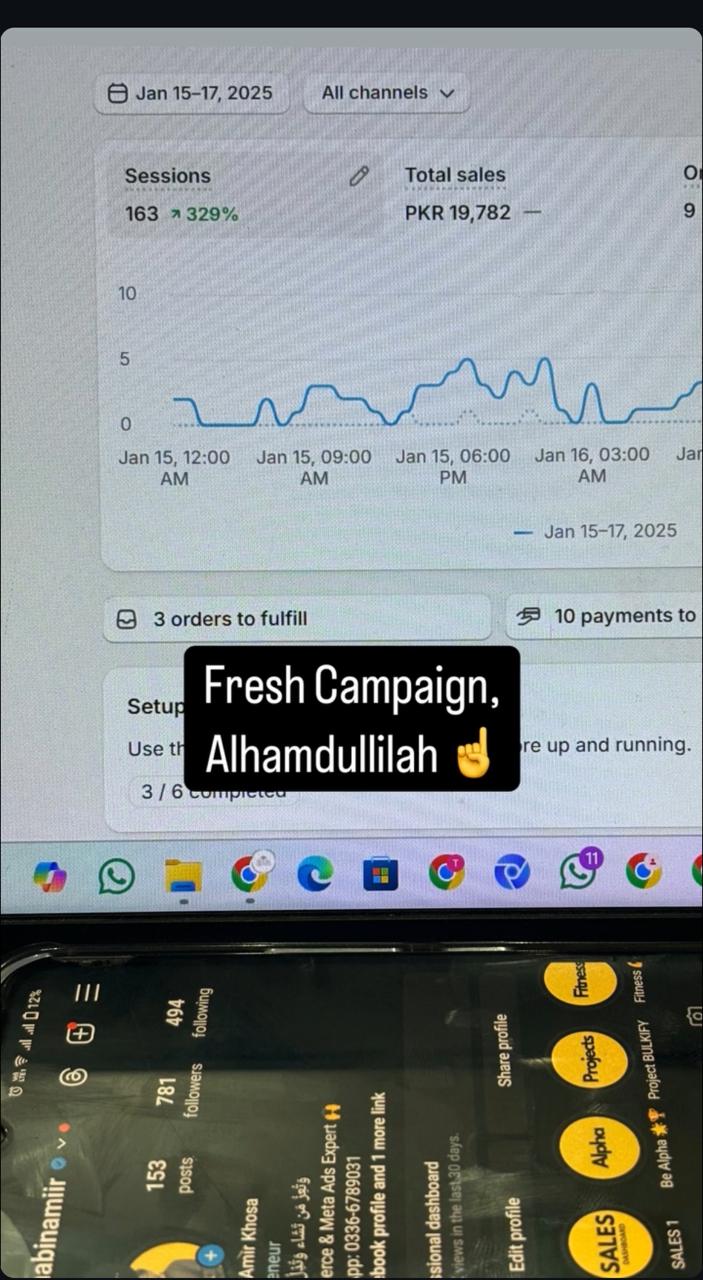 Jan 15–17, 2025
All channels
Sessions
Total sales
163 ↗ 329%
PKR 19,782 —
9
10
5
0
Jan 15, 12:00 AM
Jan 15, 09:00 AM
Jan 15, 06:00 PM
Jan 16, 03:00 AM
Jan 15–17, 2025
3 orders to fulfill
10 payments to
Fresh Campaign,
Alhamdullilah ☝️
Setup
re up and running.
3 / 6 completed
11
12%
abinamiir
153 posts
781 followers
494 following
Amir Khosa
neur
وَتُعِزُّ مَن تَشَاء وَتُذِلُّ
erce & Meta Ads Expert
pp: 0336-6789031
book profile and 1 more link
sional dashboard
views in the last 30 days.
Edit profile
Share profile
SALES
DASHBOARD
Alpha
Projects
Fitness
SALES 1
Be Alpha
Project BULKIFY
Fitness